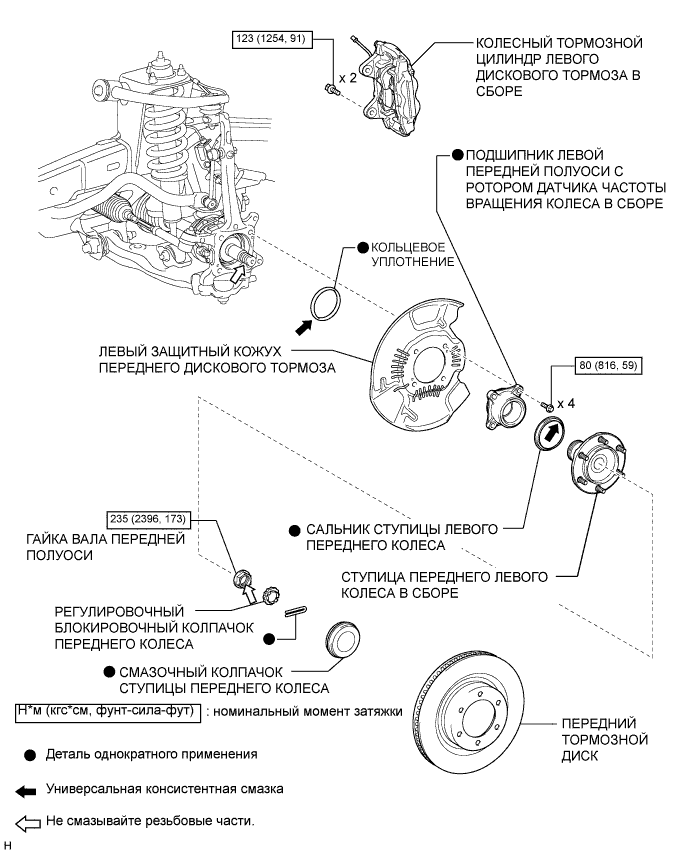 123 (1254, 91)
x 2
КОЛЕСНЫЙ ТОРМОЗНОЙ
ЦИЛИНДР ЛЕВОГО
ДИСКОВОГО ТОРМОЗА В
СБОРЕ
ПОДШИПНИК ЛЕВОЙ
ПЕРЕДНЕЙ ПОЛУОСИ С
РОТОРОМ ДАТЧИКА ЧАСТОТЫ
ВРАЩЕНИЯ КОЛЕСА В СБОРЕ
КОЛЬЦЕВОЕ
УПЛОТНЕНИЕ
ЛЕВЫЙ ЗАЩИТНЫЙ КОЖУХ
ПЕРЕДНЕГО ДИСКОВОГО ТОРМОЗА
80 (816, 59)
x 4
235 (2396, 173)
ГАЙКА ВАЛА ПЕРЕДНЕЙ
ПОЛУОСИ
САЛЬНИК СТУПИЦЫ ЛЕВОГО
ПЕРЕДНЕГО КОЛЕСА
СТУПИЦА ПЕРЕДНЕГО ЛЕВОГО
КОЛЕСА В СБОРЕ
РЕГУЛИРОВОЧНЫЙ
БЛОКИРОВОЧНЫЙ КОЛПАЧОК
ПЕРЕДНЕГО КОЛЕСА
СМАЗОЧНЫЙ КОЛПАЧОК
СТУПИЦЫ ПЕРЕДНЕГО КОЛЕСА
Н*м (кгс*см, фунт-сила-фут) : номинальный момент затяжки
ПЕРЕДНИЙ
ТОРМОЗНОЙ
ДИСК
Деталь однократного применения
Универсальная консистентная смазка
Не смазывайте резьбовые части.
H